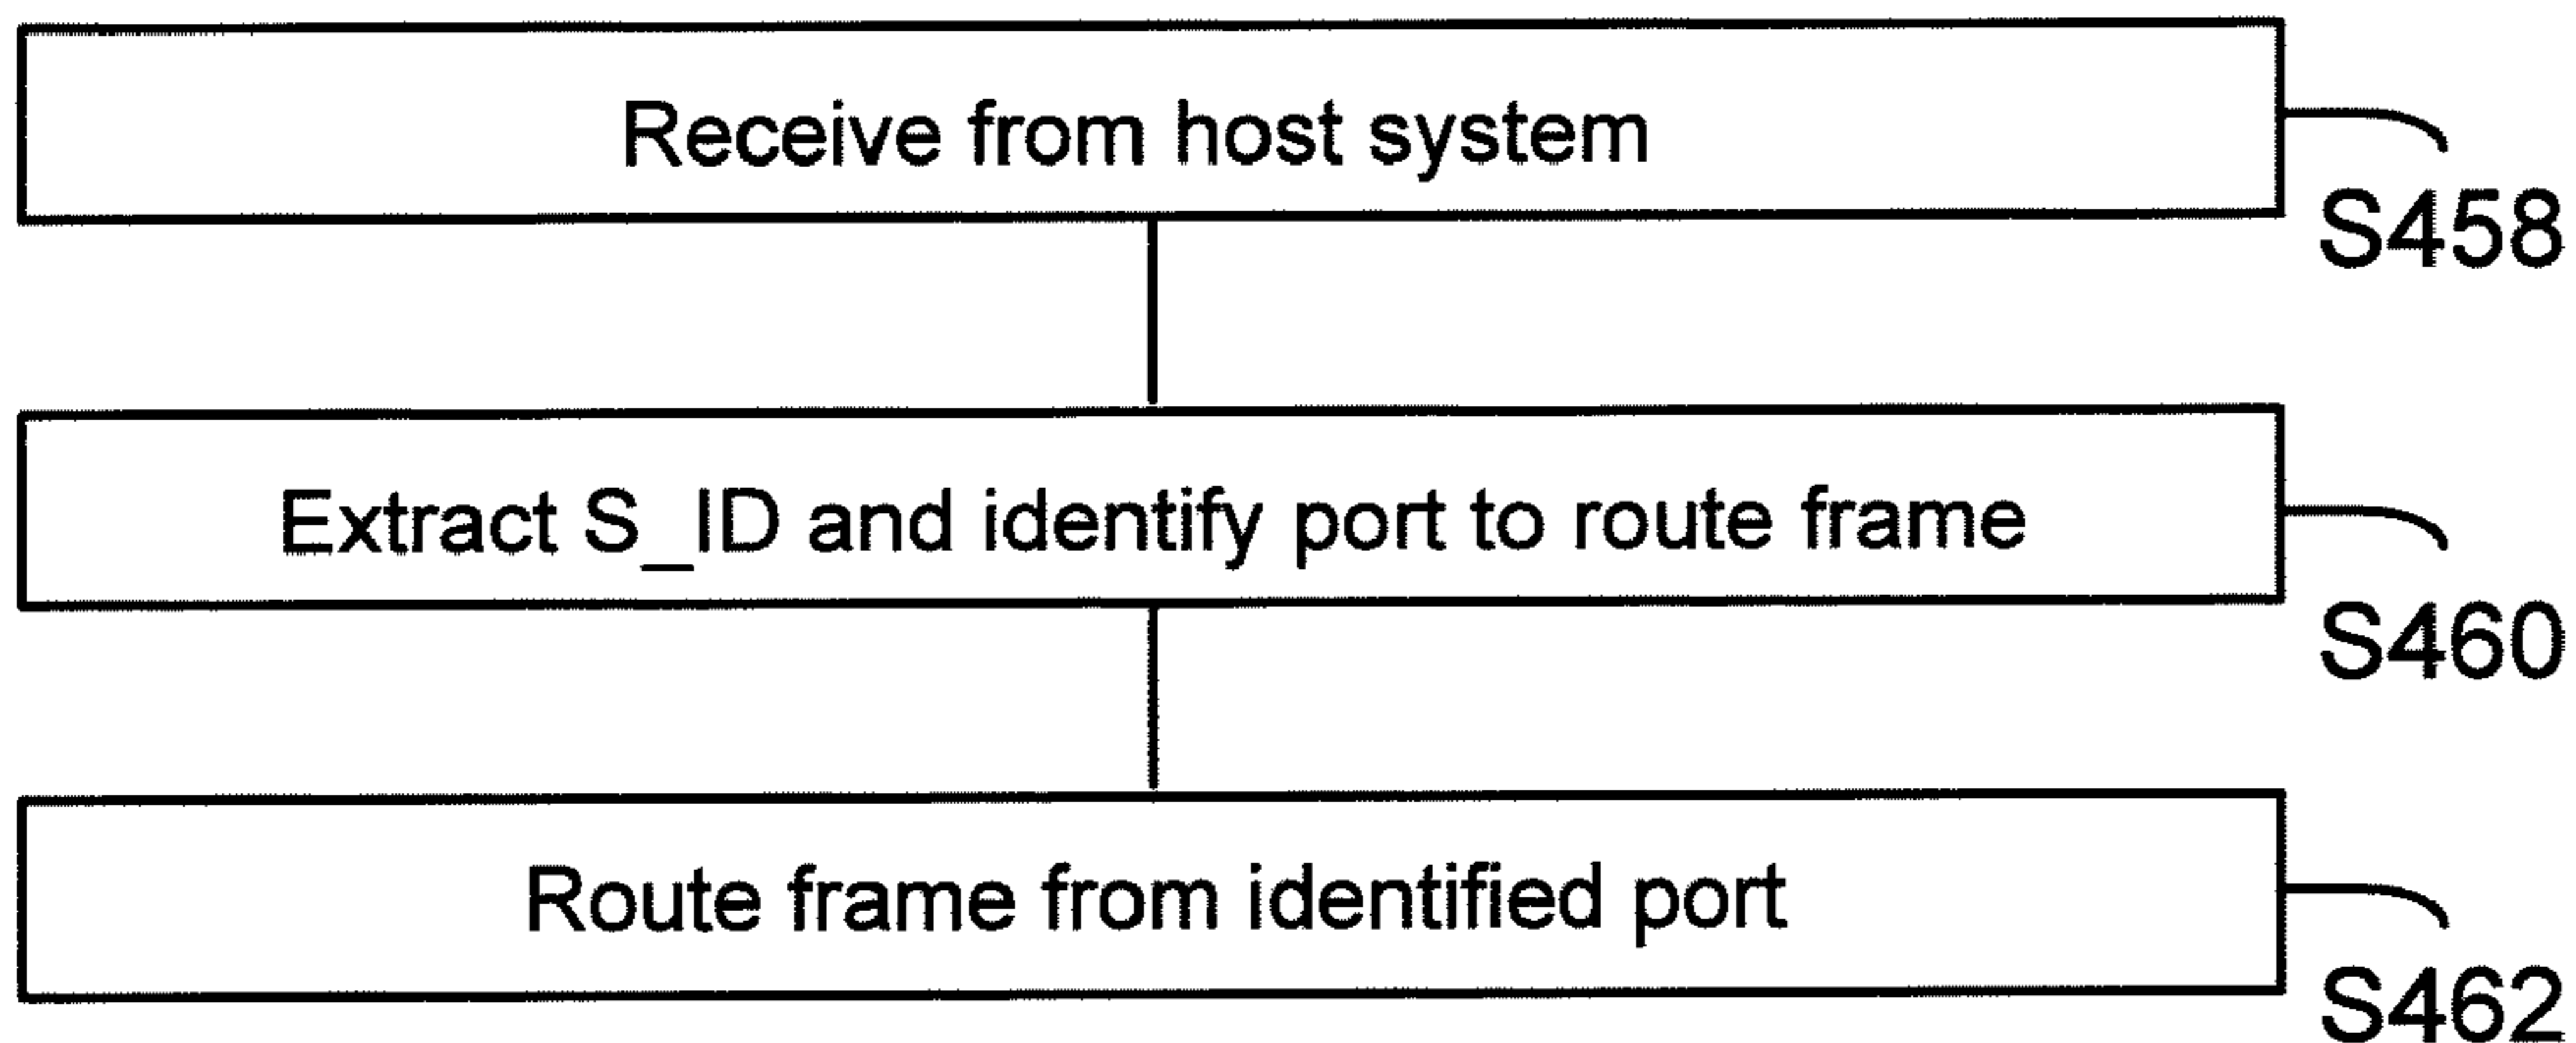 Receive from host system
S458
Extract S_ID and identify port to route frame
S460
Route frame from identified port
S462